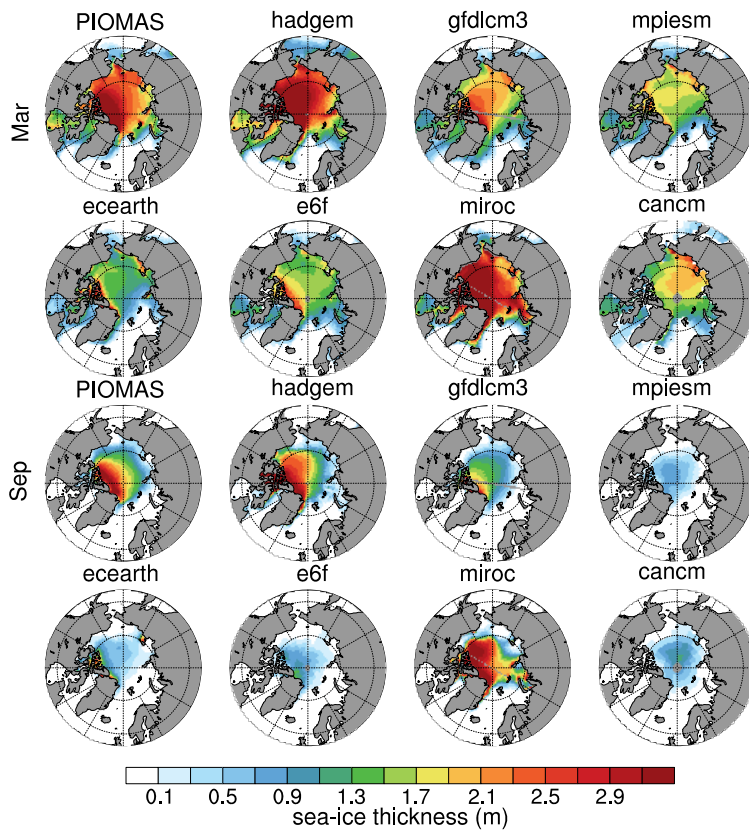 PIOMAS hadgem gfdlcm3 mpiesm
Mar
ecearth e6f miroc cancm
PIOMAS hadgem gfdlcm3 mpiesm
Sep
ecearth e6f miroc cancm
0.1 0.5 0.9 1.3 1.7 2.1 2.5 2.9
sea-ice thickness (m)